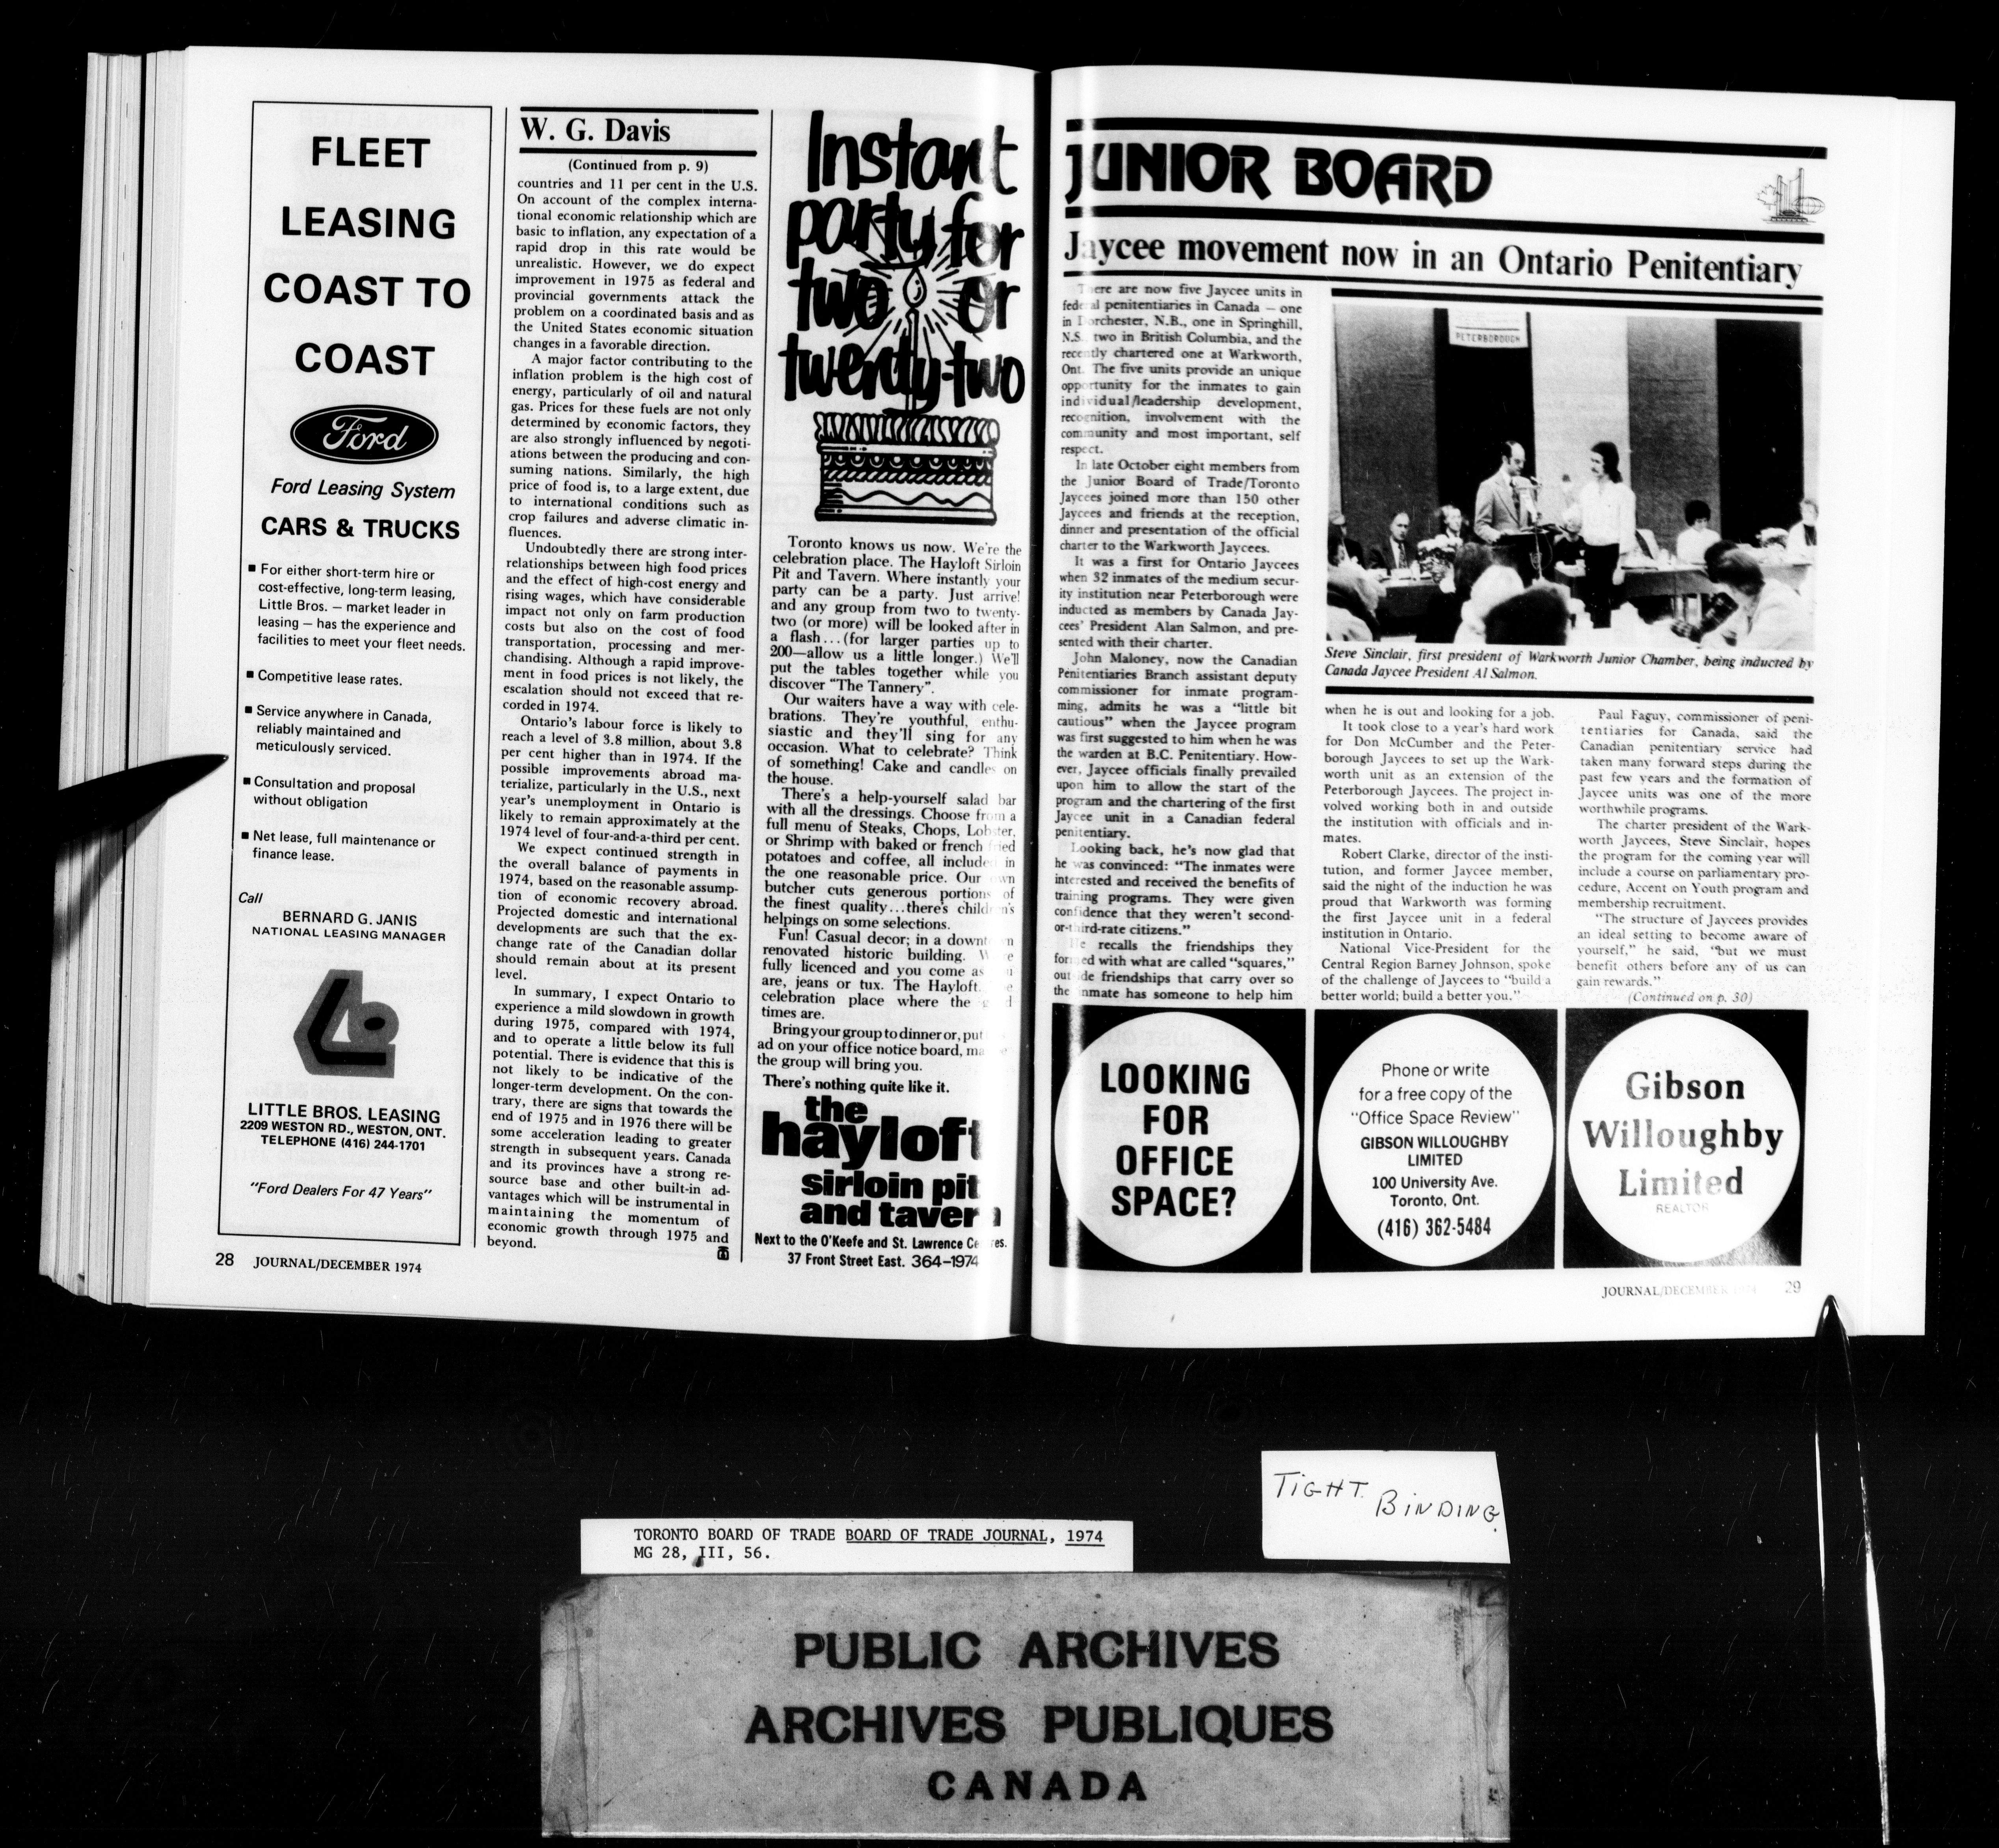 FLEET
LEASING
COAST TO
COAST
Ford
Ford Leasing System
CARS & TRUCKS
■ For either short-term hire or
cost-effective, long-term leasing,
Little Bros. — market leader in
leasing — has the experience and
facilities to meet your fleet needs.
■ Competitive lease rates.
■ Service anywhere in Canada,
reliably maintained and
meticulously serviced.
■ Consultation and proposal
without obligation
■ Net lease, full maintenance or
finance lease.
Call
BERNARD G. JANIS
NATIONAL LEASING MANAGER
LITTLE BROS. LEASING
2209 WESTON RD., WESTON, ONT.
TELEPHONE (416) 244-1701
"Ford Dealers For 47 Years"
28 JOURNAL/DECEMBER 1974
W. G. Davis
(Continued from p. 9)
countries and 11 per cent in the U.S.
On account of the complex interna-
tional economic relationship which are
basic to inflation, any expectation of a
rapid drop in this rate would be
unrealistic. However, we do expect
improvement in 1975 as federal and
provincial governments attack the
problem on a coordinated basis and as
the United States economic situation
changes in a favorable direction.
A major factor contributing to the
inflation problem is the high cost of
energy, particularly of oil and natural
gas. Prices for these fuels are not only
determined by economic factors, they
are also strongly influenced by negoti-
ations between the producing and con-
suming nations. Similarly, the high
price of food is, to a large extent, due
to international conditions such as
crop failures and adverse climatic in-
fluences.
Undoubtedly there are strong inter-
relationships between high food prices
and the effect of high-cost energy and
rising wages, which have considerable
impact not only on farm production
costs but also on the cost of food
transportation, processing and mer-
chandising. Although a rapid improve-
ment in food prices is not likely, the
escalation should not exceed that re-
corded in 1974.
Ontario's labour force is likely to
reach a level of 3.8 million, about 3.8
per cent higher than in 1974. If the
possible improvements abroad ma-
terialize, particularly in the U.S., next
year's unemployment in Ontario is
likely to remain approximately at the
1974 level of four-and-a-third per cent.
We expect continued strength in
the overall balance of payments in
1974, based on the reasonable assump-
tion of economic recovery abroad.
Projected domestic and international
developments are such that the ex-
change rate of the Canadian dollar
should remain about at its present
level.
In summary, I expect Ontario to
experience a mild slowdown in growth
during 1975, compared with 1974,
and to operate a little below its full
potential. There is evidence that this is
not likely to be indicative of the
longer-term development. On the con-
trary, there are signs that towards the
end of 1975 and in 1976 there will be
some acceleration leading to greater
strength in subsequent years. Canada
and its provinces have a strong re-
source base and other built-in ad-
vantages which will be instrumental in
maintaining the momentum of
economic growth through 1975 and
beyond.
Instant
party for
two or
twenty-two
Toronto knows us now. We're the
celebration place. The Hayloft Sirloin
Pit and Tavern. Where instantly your
party can be a party. Just arrive!
and any group from two to twenty-
two (or more) will be looked after in
a flash...(for larger parties up to
200—allow us a little longer.) We'll
put the tables together while you
discover "The Tannery".
Our waiters have a way with cele-
brations. They're youthful, enthu-
siastic and they'll sing for any
occasion. What to celebrate? Think
of something! Cake and candles on
the house.
There's a help-yourself salad bar
with all the dressings. Choose from a
full menu of Steaks, Chops, Lobster,
or Shrimp with baked or french fried
potatoes and coffee, all included in
the one reasonable price. Our own
butcher cuts generous portions of
the finest quality...there's children's
helpings on some selections.
Fun! Casual decor; in a downt n
renovated historic building. e
fully licenced and you come as u
are, jeans or tux. The Hayloft. e
celebration place where the g d
times are.
Bring your group to dinner or, put
ad on your office notice board, ma
the group will bring you.
There's nothing quite like it.
the
hayloft
sirloin pit
and tavern
Next to the O'Keefe and St. Lawrence Centres.
37 Front Street East. 364-1974
JUNIOR BOARD
Jaycee movement now in an Ontario Penitentiary
There are now five Jaycee units in
federal penitentiaries in Canada — one
in Dorchester, N.B., one in Springhill,
N.S. two in British Columbia, and the
recently chartered one at Warkworth,
Ont. The five units provide an unique
opportunity for the inmates to gain
individual/leadership development,
recognition, involvement with the
community and most important, self
respect.
In late October eight members from
the Junior Board of Trade/Toronto
Jaycees joined more than 150 other
Jaycees and friends at the reception,
dinner and presentation of the official
charter to the Warkworth Jaycees.
It was a first for Ontario Jaycees
when 32 inmates of the medium secur-
ity institution near Peterborough were
inducted as members by Canada Jay-
cees' President Alan Salmon, and pre-
sented with their charter.
John Maloney, now the Canadian
Penitentiaries Branch assistant deputy
commissioner for inmate program-
ming, admits he was a "little bit
cautious" when the Jaycee program
was first suggested to him when he was
the warden at B.C. Penitentiary. How-
ever, Jaycee officials finally prevailed
upon him to allow the start of the
program and the chartering of the first
Jaycee unit in a Canadian federal
penitentiary.
Looking back, he's now glad that
he was convinced: "The inmates were
interested and received the benefits of
training programs. They were given
confidence that they weren't second-
or-third-rate citizens."
He recalls the friendships they
formed with what are called "squares,"
outside friendships that carry over so
the inmate has someone to help him
PETERBOROUGH
Steve Sinclair, first president of Warkworth Junior Chamber, being inducted by
Canada Jaycee President Al Salmon.
when he is out and looking for a job.
It took close to a year's hard work
for Don McCumber and the Peter-
borough Jaycees to set up the Wark-
worth unit as an extension of the
Peterborough Jaycees. The project in-
volved working both in and outside
the institution with officials and in-
mates.
Robert Clarke, director of the insti-
tution, and former Jaycee member,
said the night of the induction he was
proud that Warkworth was forming
the first Jaycee unit in a federal
institution in Ontario.
National Vice-President for the
Central Region Barney Johnson, spoke
of the challenge of Jaycees to "build a
better world; build a better you."
Paul Faguy, commissioner of peni-
tentiaries for Canada, said the
Canadian penitentiary service had
taken many forward steps during the
past few years and the formation of
Jaycee units was one of the more
worthwhile programs.
The charter president of the Wark-
worth Jaycees, Steve Sinclair, hopes
the program for the coming year will
include a course on parliamentary pro-
cedure, Accent on Youth program and
membership recruitment.
"The structure of Jaycees provides
an ideal setting to become aware of
yourself," he said, "but we must
benefit others before any of us can
gain rewards."
(Continued on p. 30)
LOOKING
FOR
OFFICE
SPACE?
Phone or write
for a free copy of the
"Office Space Review"
GIBSON WILLOUGHBY
LIMITED
100 University Ave.
Toronto, Ont.
(416) 362-5484
Gibson
Willoughby
Limited
REALTOR
JOURNAL/DECEMBER 1974 29
TIGHT BINDING
TORONTO BOARD OF TRADE BOARD OF TRADE JOURNAL, 1974
MG 28, III, 56.
PUBLIC ARCHIVES
ARCHIVES PUBLIQUES
CANADA